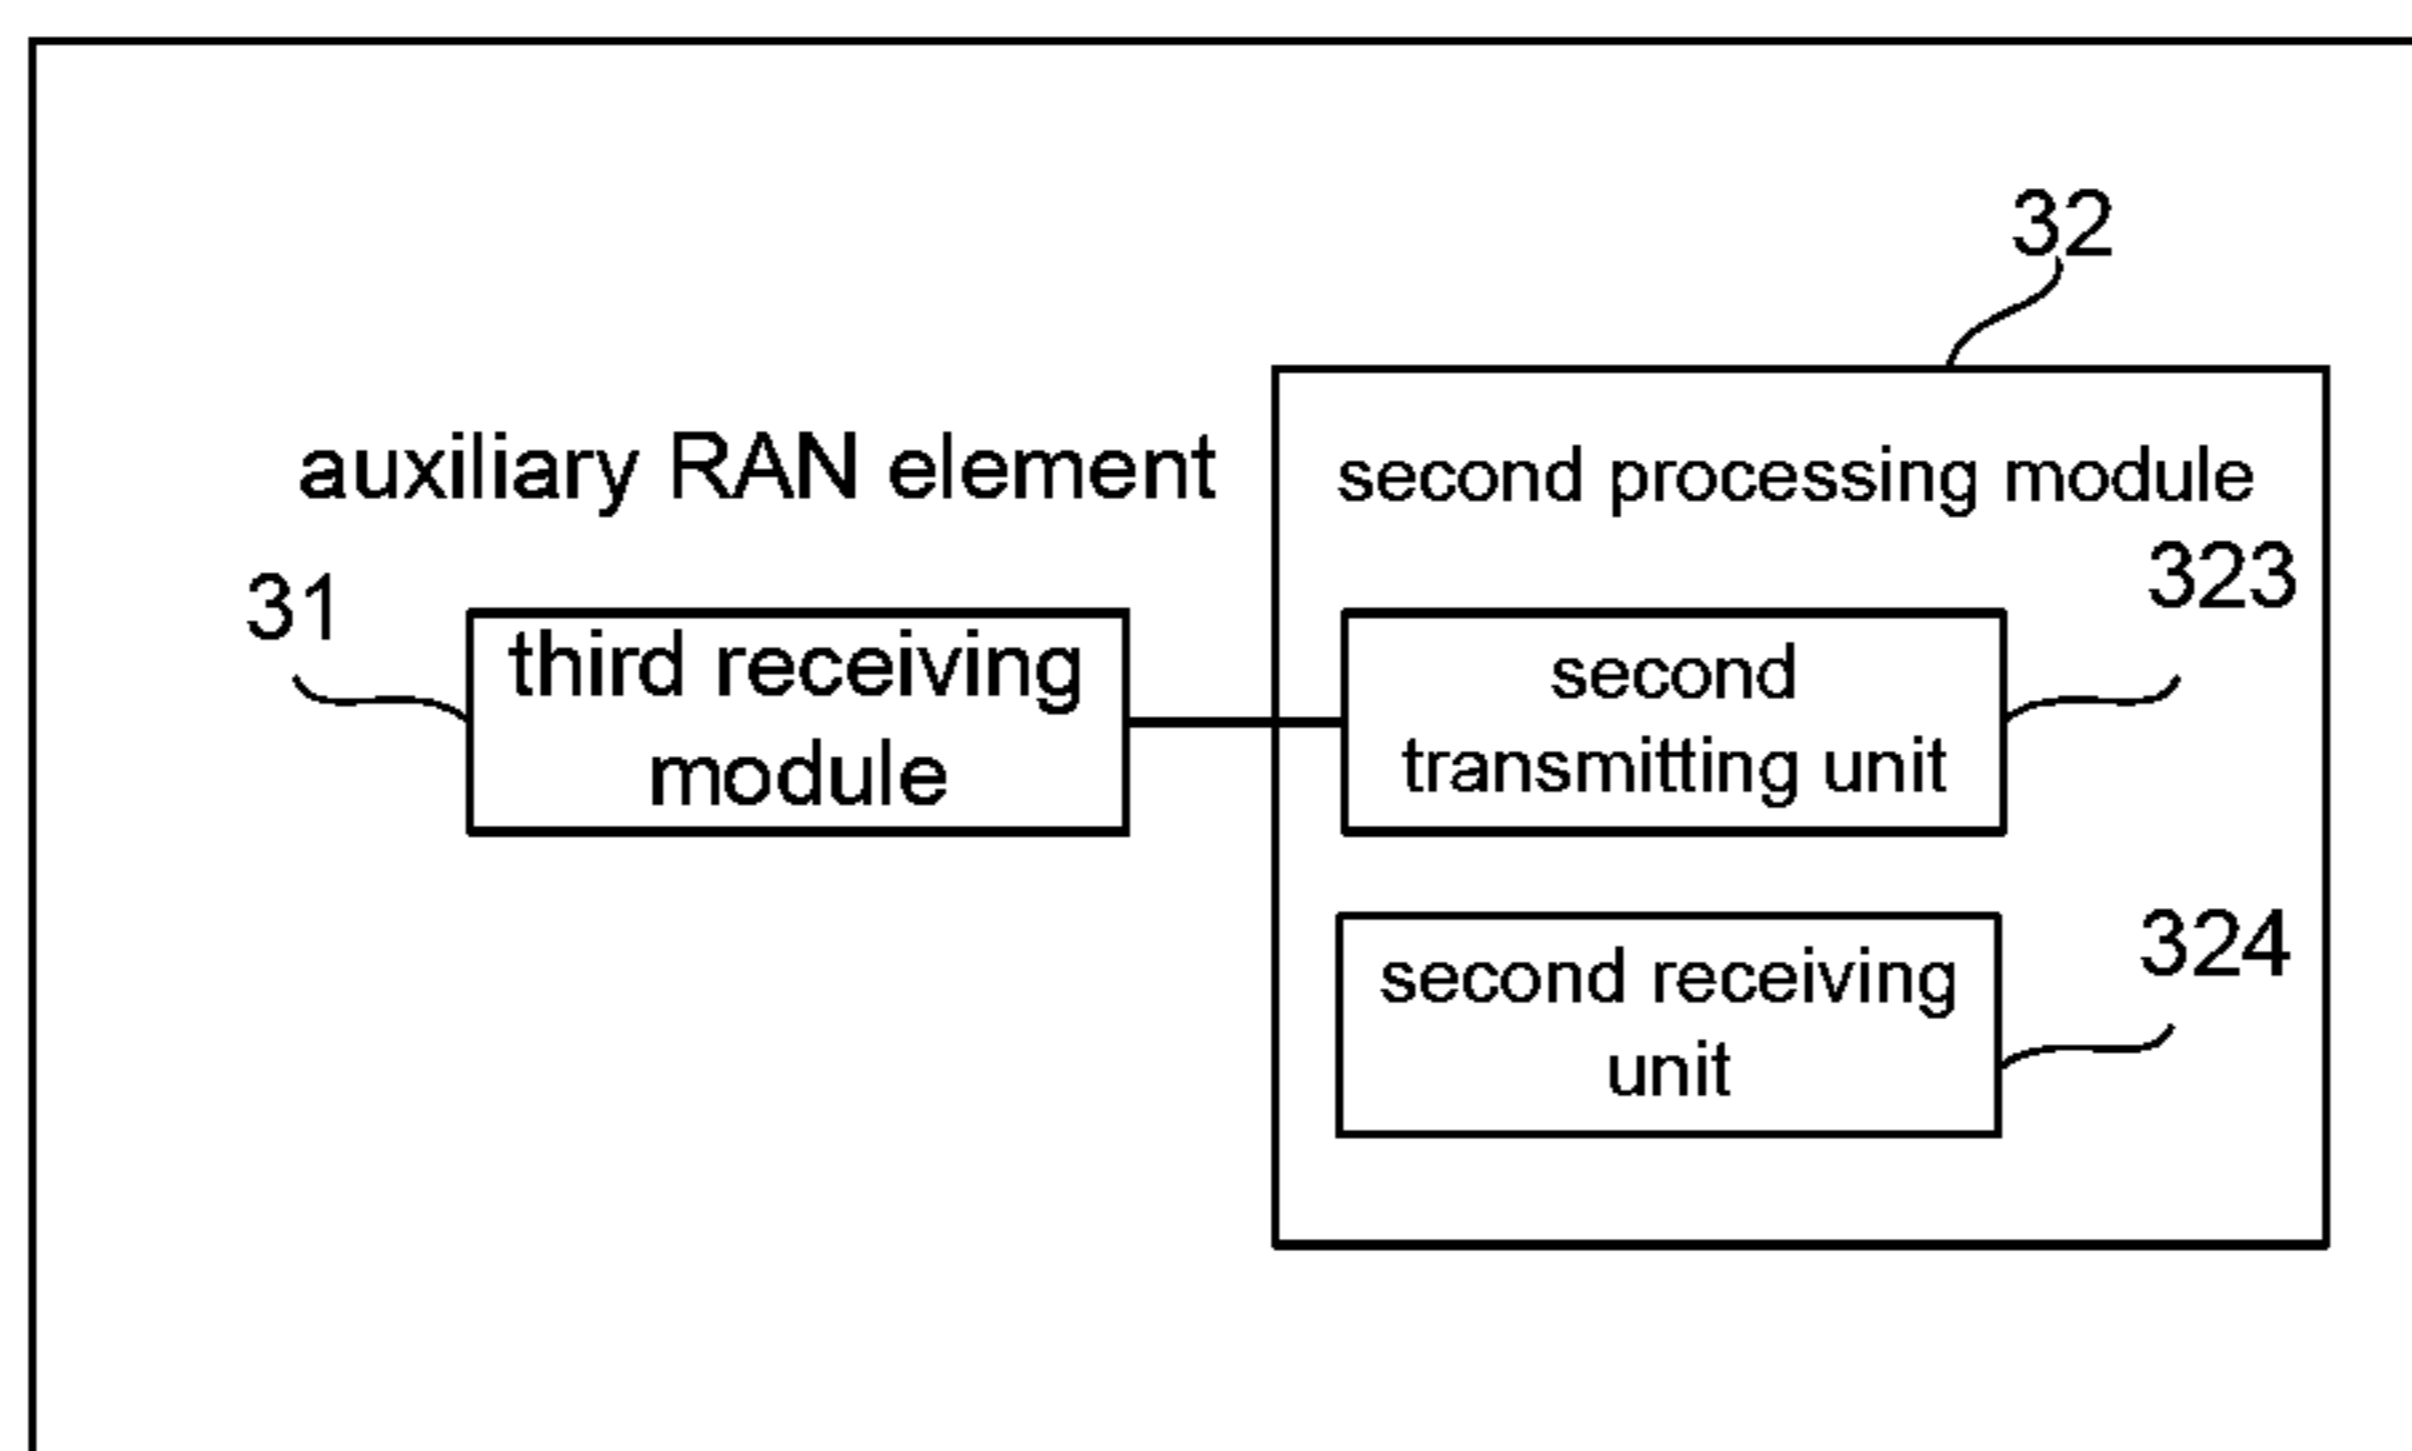 32
auxiliary RAN element
second processing module
323
31
third receiving
module
second
transmitting unit
324
second receiving
unit